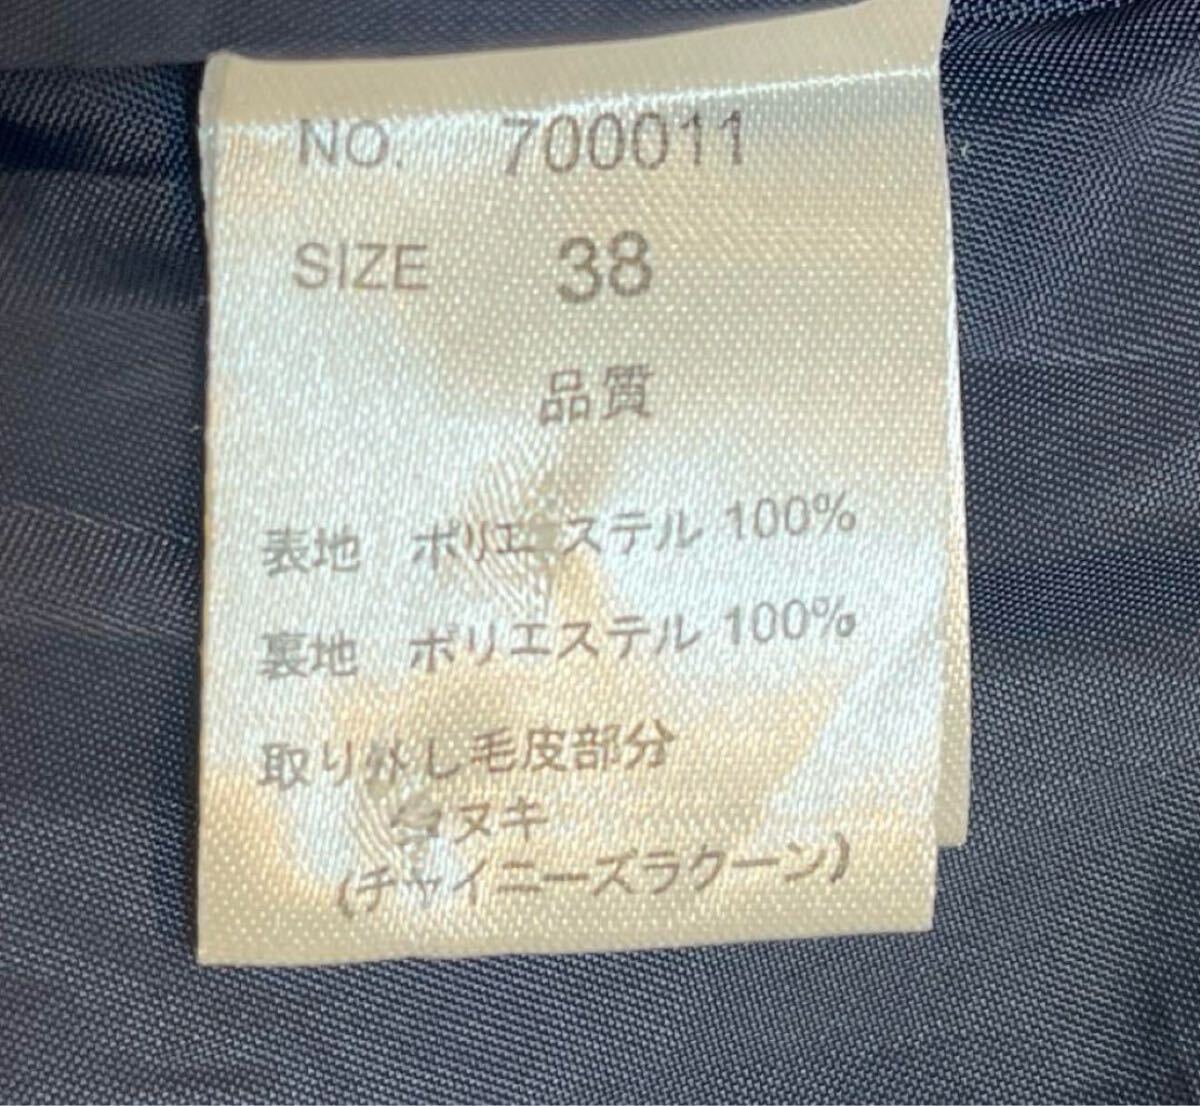 NO. 700011
SIZE 38
品質
表地 ポリエステル 100%
裏地 ポリエステル 100%
取り外し毛皮部分
タヌキ
(チャイニーズラクーン)